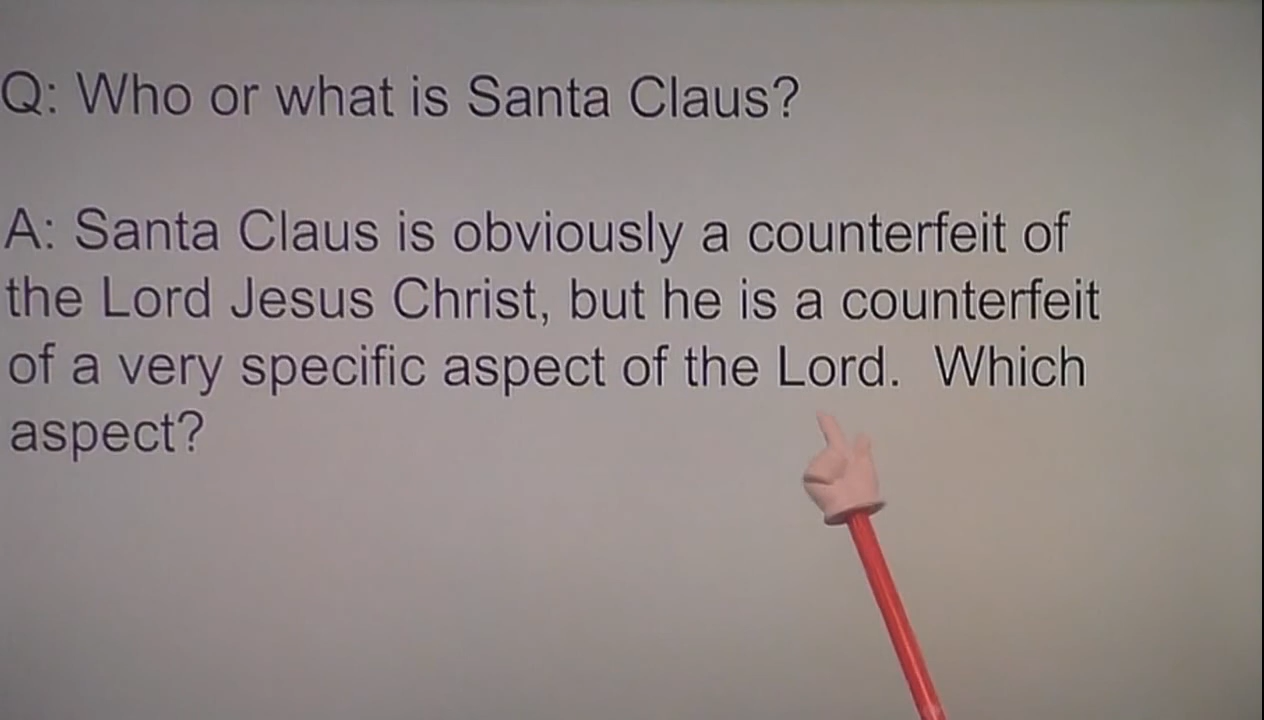 Q: Who or what is Santa Claus?
A: Santa Claus is obviously a counterfeit of
the Lord Jesus Christ, but he is a counterfeit
of a very specific aspect of the Lord.  Which
aspect?